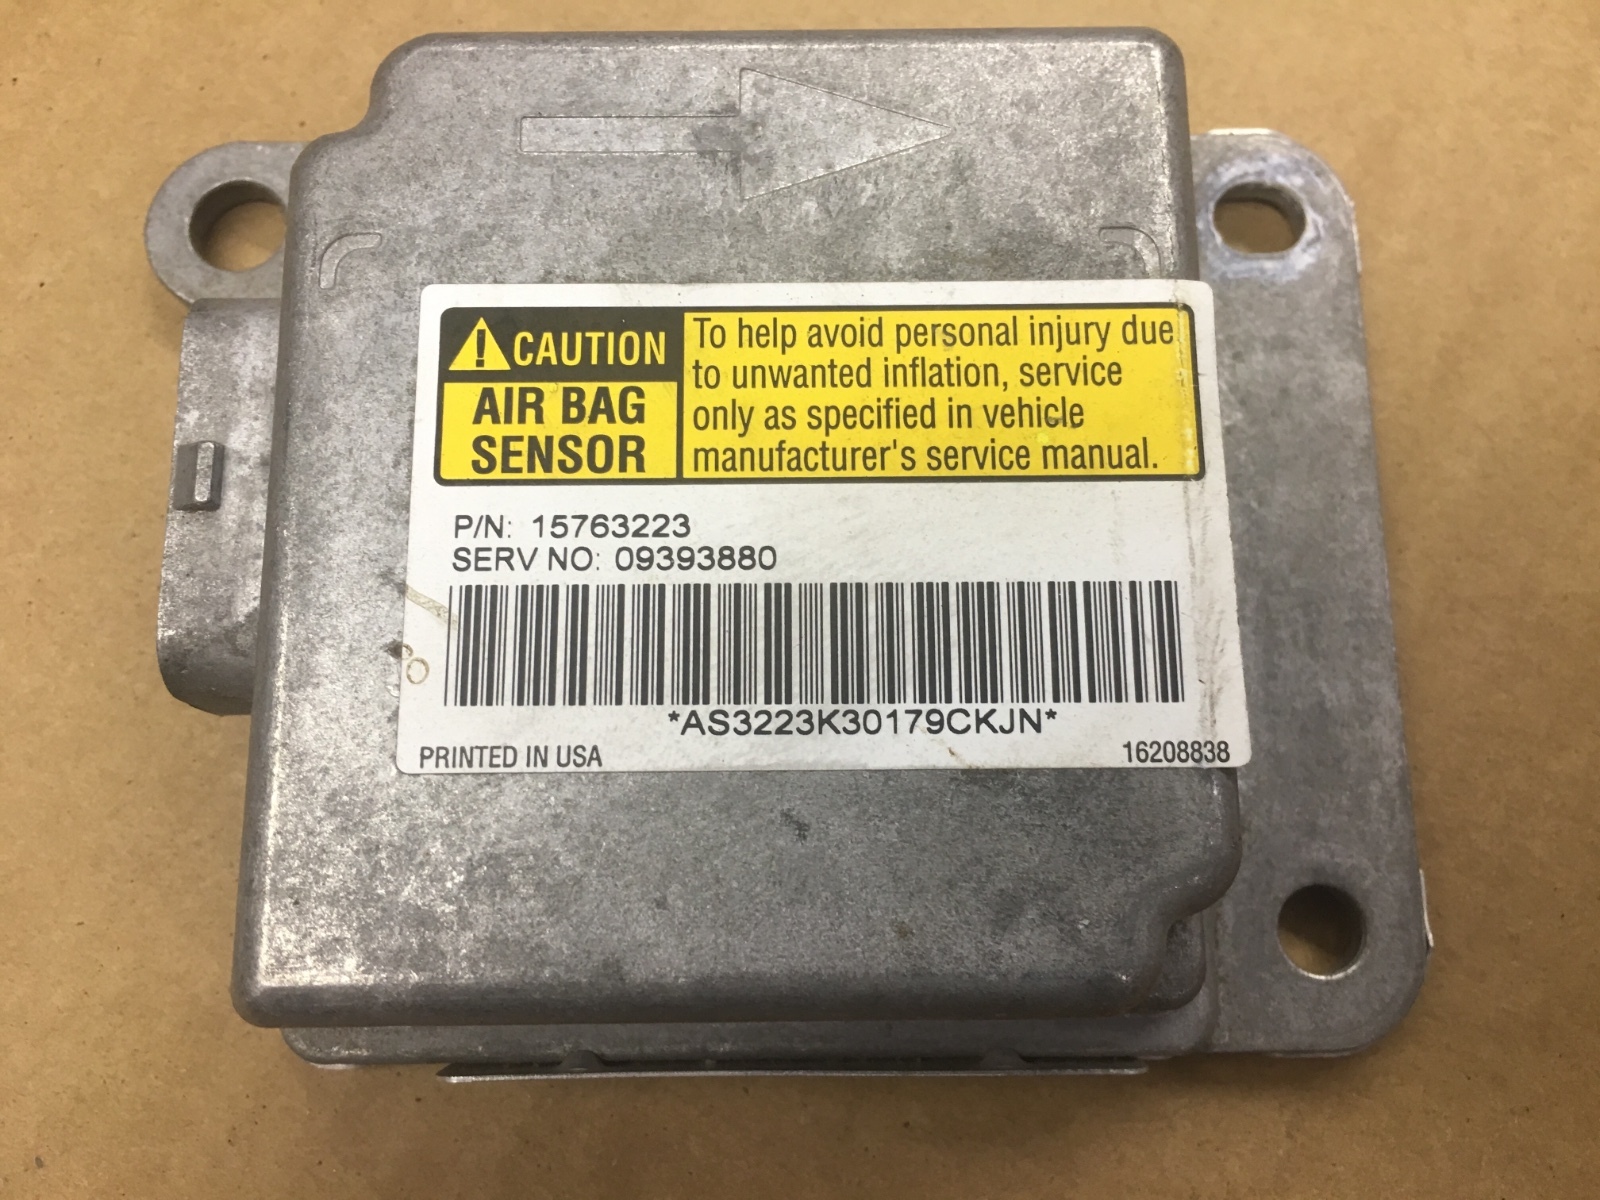 CAUTION
AIR BAG
SENSOR
To help avoid personal injury due
to unwanted inflation, service
only as specified in vehicle
manufacturer's service manual.
P/N: 15763223
SERV NO: 09393880
*AS3223K30179CKJN*
PRINTED IN USA
16208838